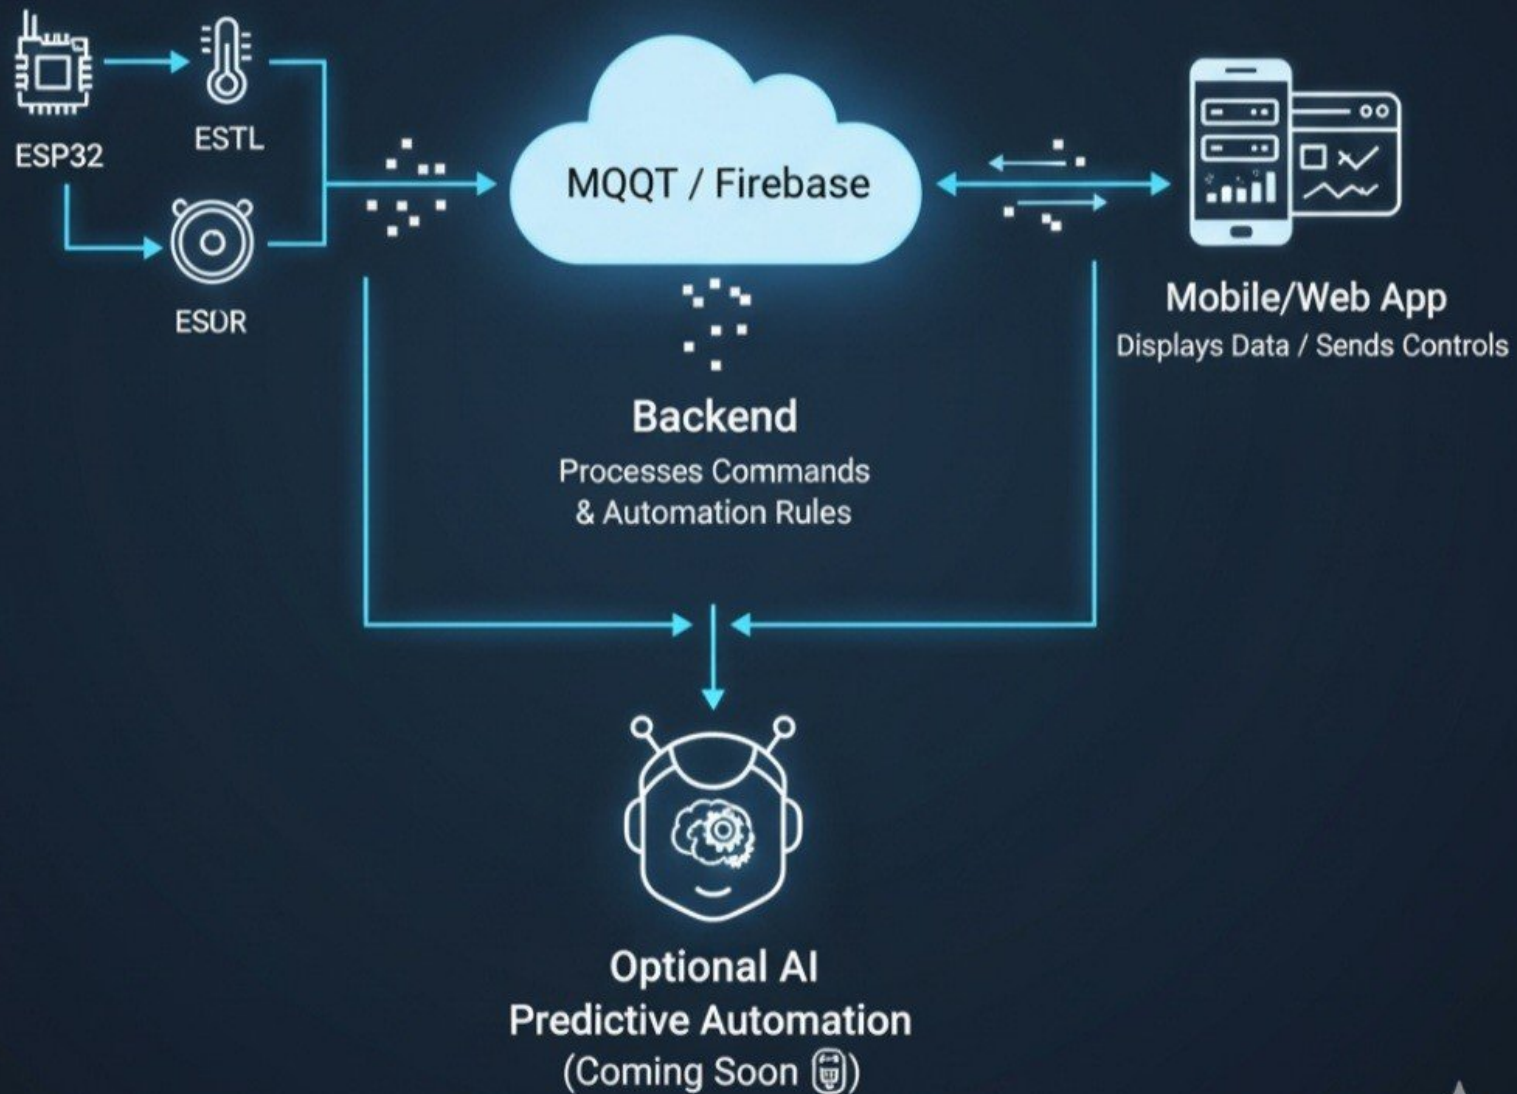 ESP32
ESTL
ESOR
MQQT / Firebase
Mobile/Web App
Displays Data / Sends Controls
Backend
Processes Commands
& Automation Rules
Optional AI
Predictive Automation
(Coming Soon )